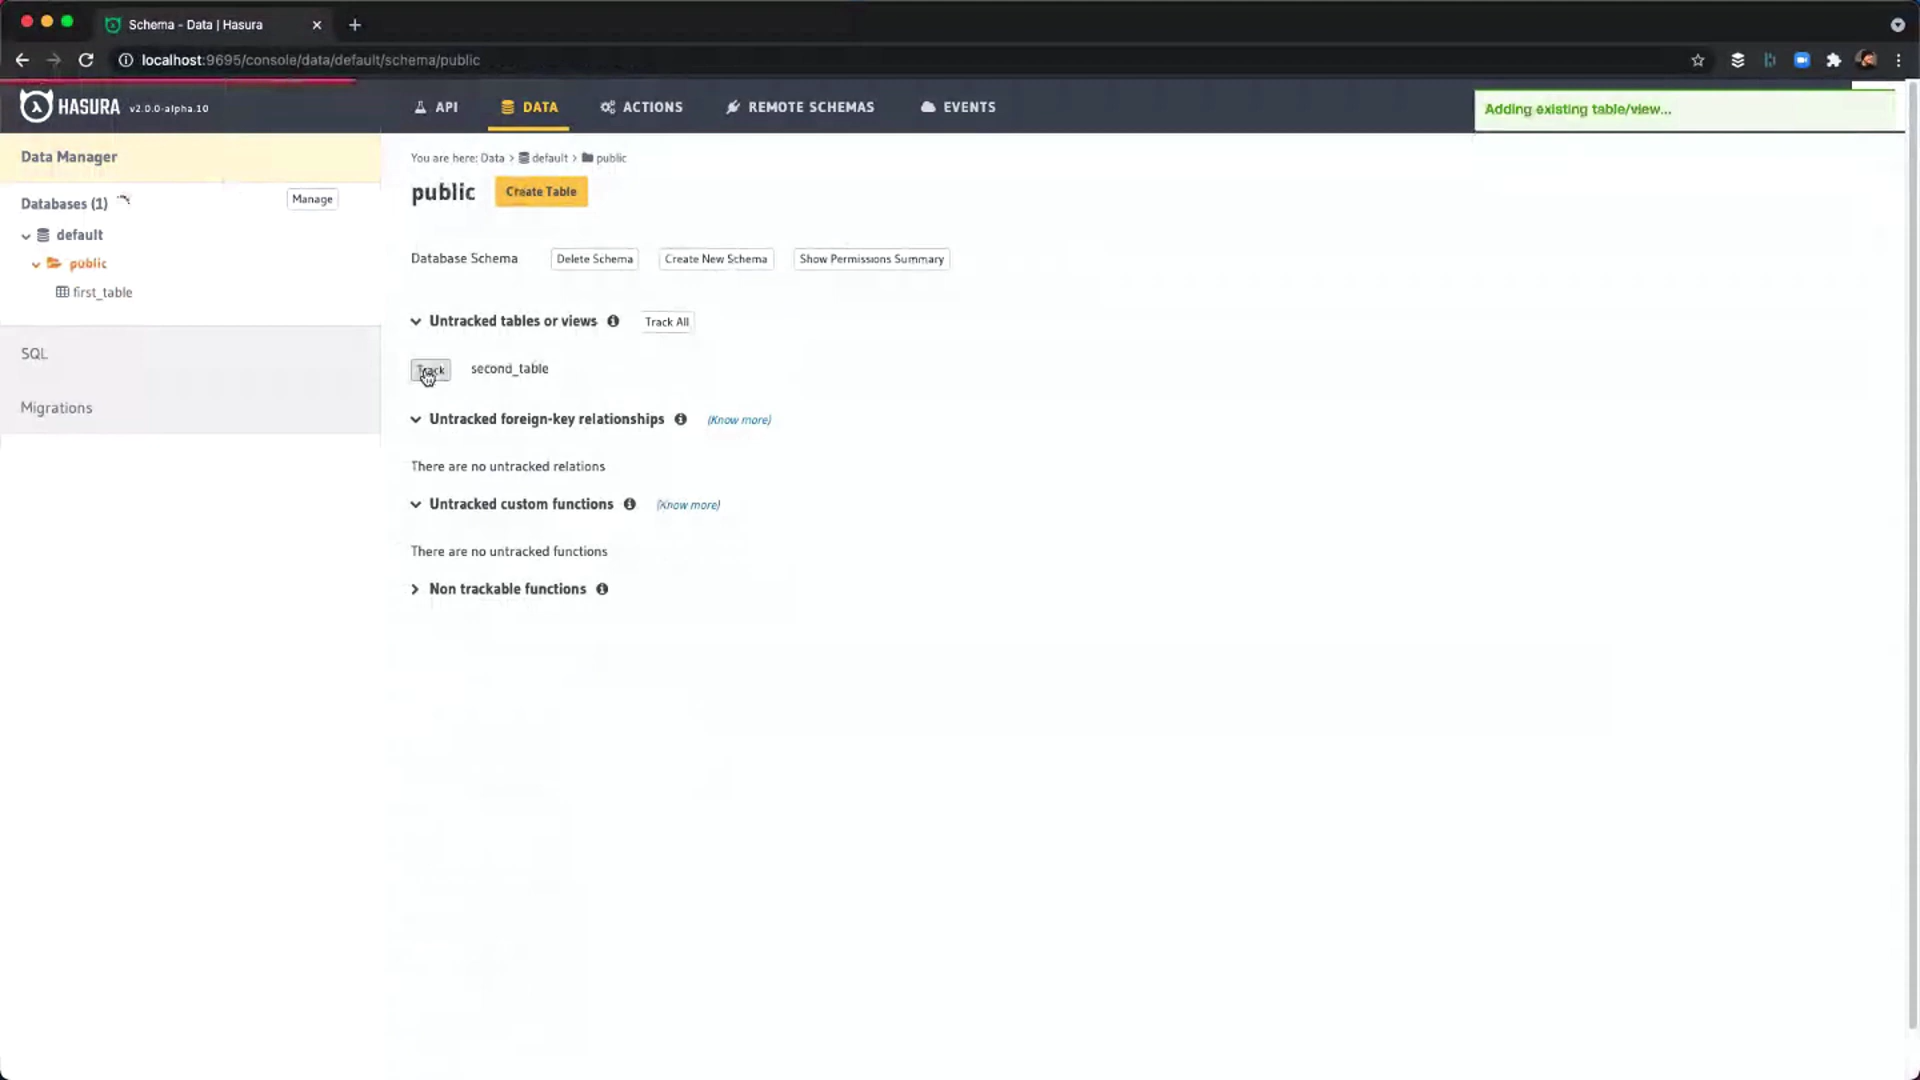 Schema - Data | Hasura
localhost:9695/console/data/default/schema/public
HASURA v2.0.0-alpha.10
API
DATA
ACTIONS
REMOTE SCHEMAS
EVENTS
Adding existing table/view...
Data Manager
Databases (1)
Manage
default
public
first_table
SQL
Migrations
You are here: Data > default > public
public
Create Table
Database Schema
Delete Schema
Create New Schema
Show Permissions Summary
Untracked tables or views
Track All
Track
second_table
Untracked foreign-key relationships
(Know more)
There are no untracked relations
Untracked custom functions
(Know more)
There are no untracked functions
Non trackable functions